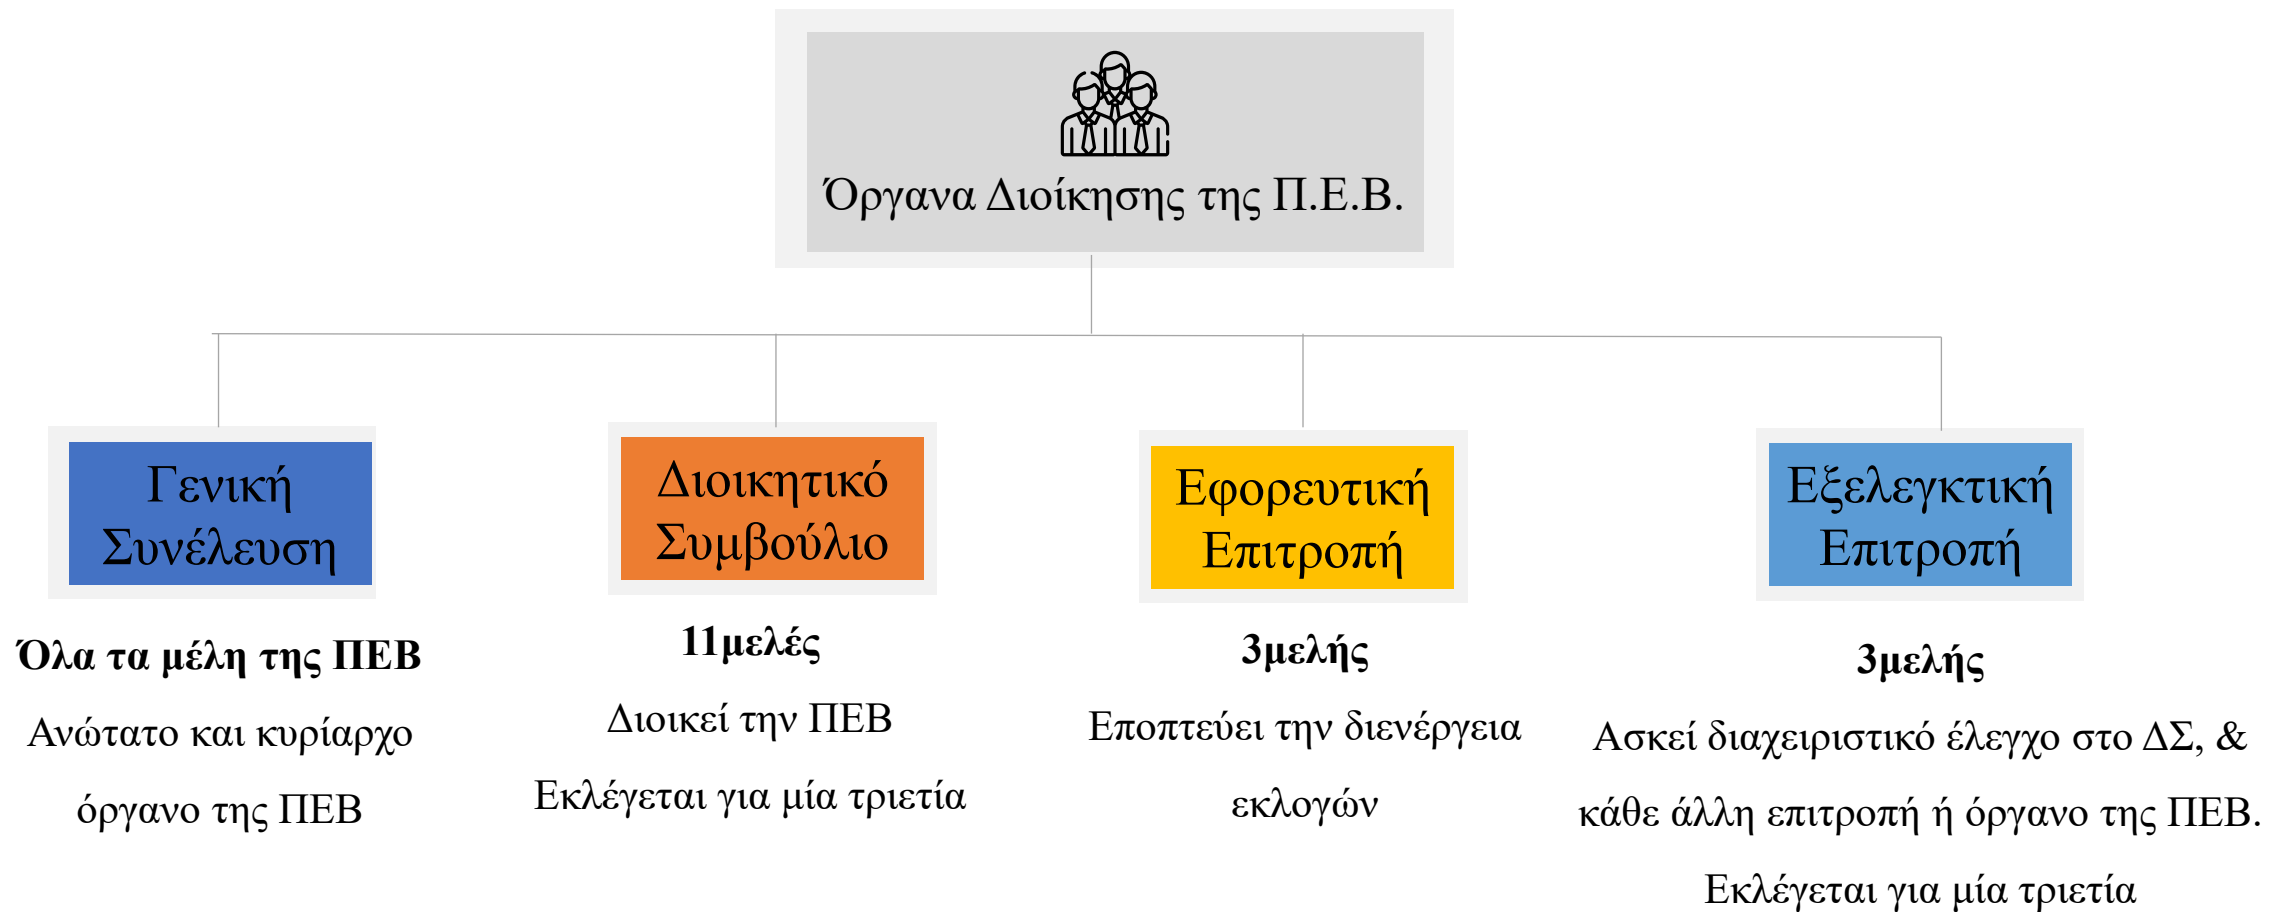 Όργανα Διοίκησης της Π.Ε.Β.
Γενική
Συνέλευση
Όλα τα μέλη της ΠΕΒ
Ανώτατο και κυρίαρχο
όργανο της ΠΕΒ
Διοικητικό
Συμβούλιο
11μελές
Διοικεί την ΠΕΒ
Εκλέγεται για μία τριετία
Εφορευτική
Επιτροπή
3μελής
Εποπτεύει την διενέργεια
εκλογών
Εξελεγκτική
Επιτροπή
3μελής
Ασκεί διαχειριστικό έλεγχο στο ΔΣ, &
κάθε άλλη επιτροπή ή όργανο της ΠΕΒ.
Εκλέγεται για μία τριετία